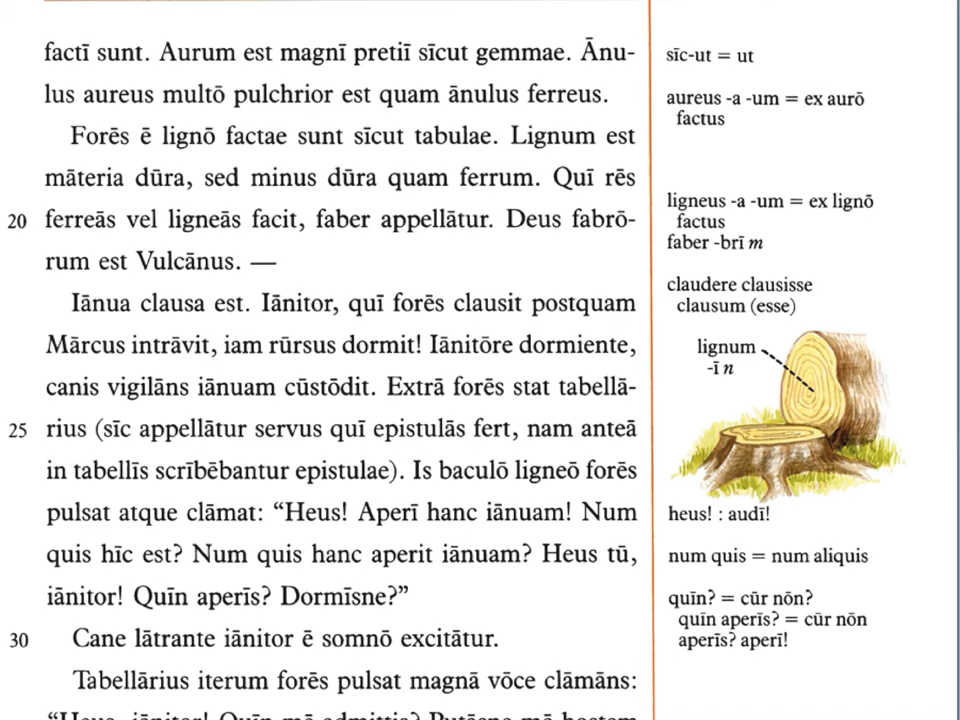 factī sunt. Aurum est magnī pretiī sīcut gemmae. Ānu-
lus aureus multō pulchrior est quam ānulus ferreus.
Forēs ē lignō factae sunt sīcut tabulae. Lignum est
māteria dūra, sed minus dūra quam ferrum. Quī rēs
20 ferreās vel ligneās facit, faber appellātur. Deus fabrō-
rum est Vulcānus. —
Iānua clausa est. Iānitor, quī forēs clausit postquam
Mārcus intrāvit, iam rūrsus dormit! Iānitōre dormiente,
canis vigilāns iānuam cūstōdit. Extrā forēs stat tabellā-
25 rius (sīc appellātur servus quī epistulās fert, nam anteā
in tabellīs scrībēbantur epistulae). Is baculō ligneō forēs
pulsat atque clāmat: “Heus! Aperī hanc iānuam! Num
quis hīc est? Num quis hanc aperit iānuam? Heus tū,
iānitor! Quīn aperīs? Dormīsne?”
30 Cane lātrante iānitor ē somnō excitātur.
Tabellārius iterum forēs pulsat magnā vōce clāmāns:
“Heus, iānitor! Quīn mē admittis? Putāsne mē hostem
sīc-ut = ut
aureus -a -um = ex aurō
factus
ligneus -a -um = ex lignō
factus
faber -brī m
claudere clausisse
clausum (esse)
lignum
-ī n
heus! : audī!
num quis = num aliquis
quīn? = cūr nōn?
quīn aperīs? = cūr nōn
aperīs? aperī!